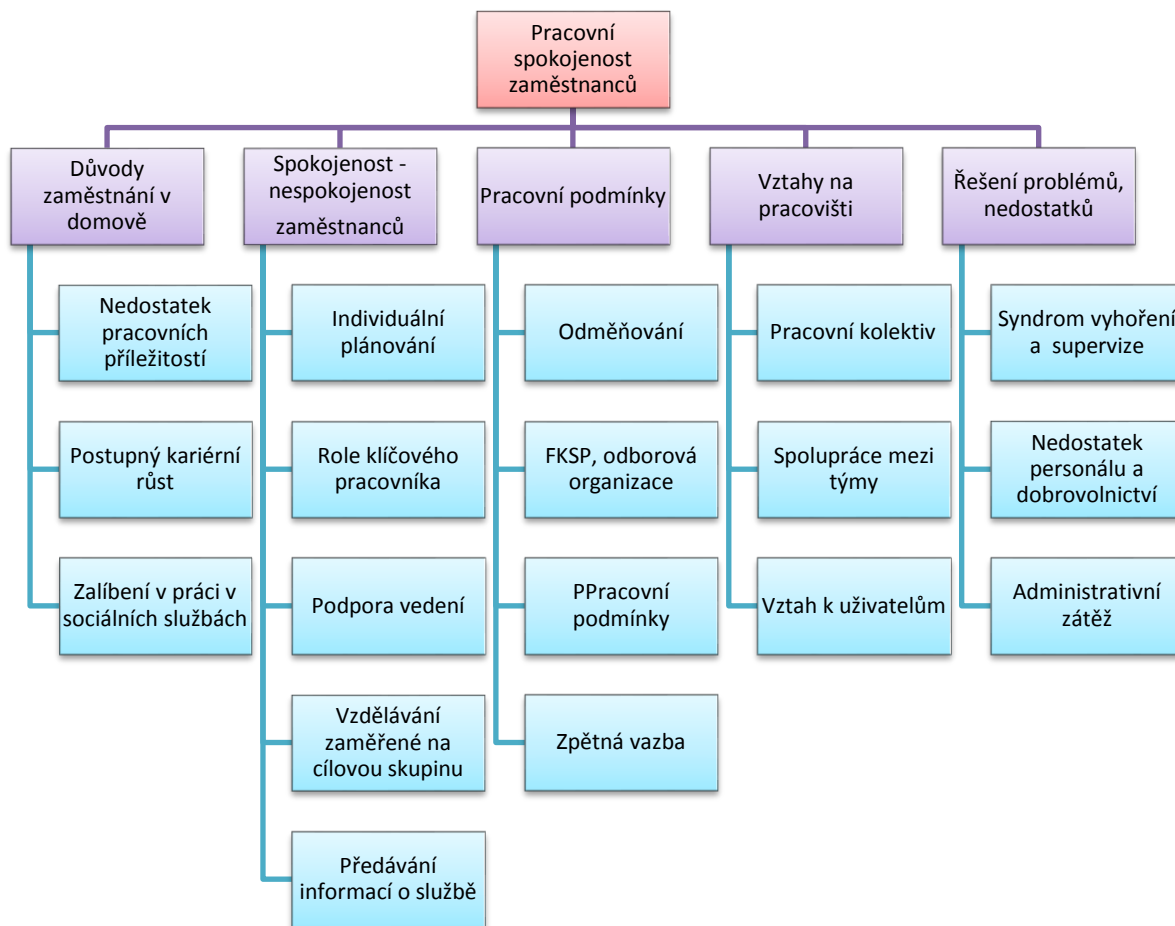 Pracovní
spokojenost
zaměstnanců
Důvody
zaměstnání v
domově
Nedostatek
pracovních
příležitostí
Postupný kariérní
růst
Zalíbení v práci v
sociálních službách
Spokojenost -
nespokojenost
zaměstnanců
Individuální
plánování
Role klíčového
pracovníka
Podpora vedení
Vzdělávání
zaměřené na
cílovou skupinu
Předávání
informací o službě
Pracovní podmínky
Odměňování
FKSP, odborová
organizace
PPracovní
podmínky
Zpětná vazba
Vztahy na
pracovišti
Pracovní kolektiv
Spolupráce mezi
týmy
Vztah k uživatelům
Řešení problémů,
nedostatků
Syndrom vyhoření
a supervize
Nedostatek
personálu a
dobrovolnictví
Administrativní
zátěž